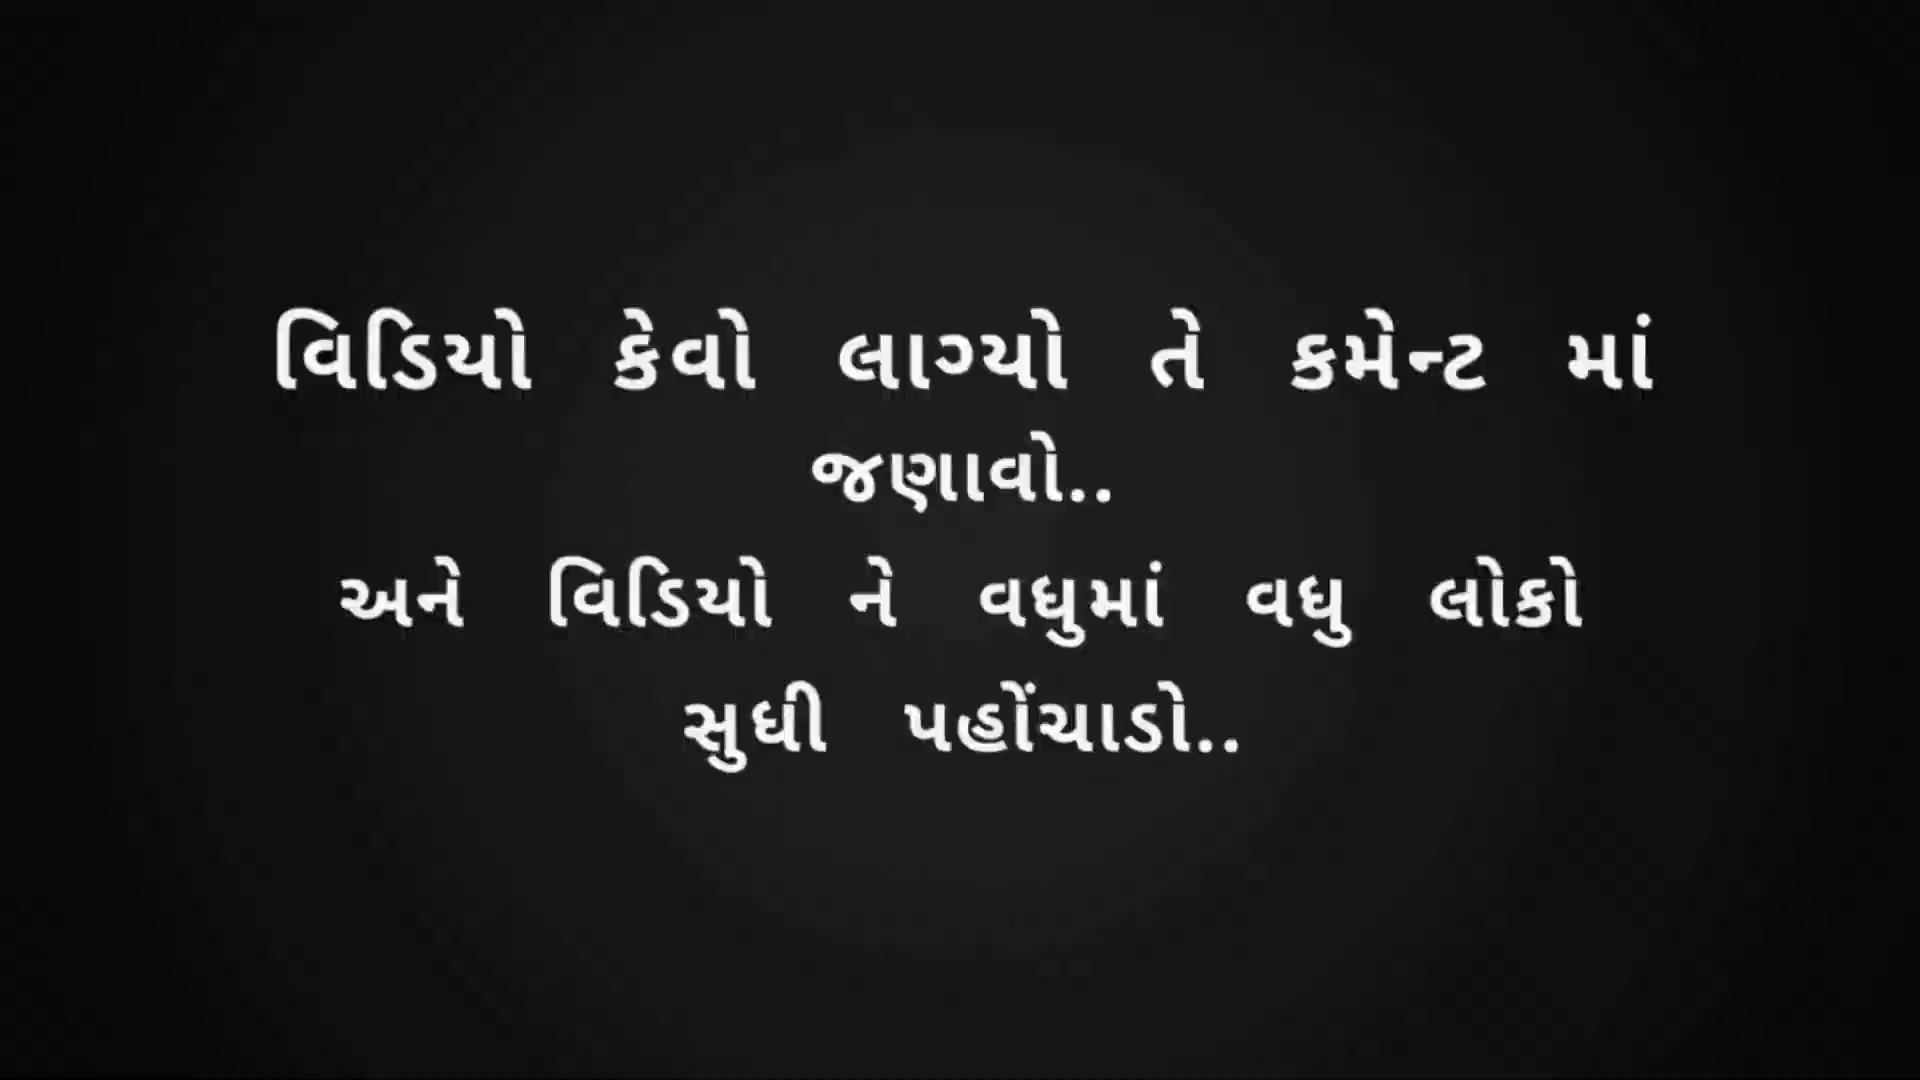 વિડિયો કેવો લાગ્યો તે કમેન્ટ માં
જણાવો..
અને વિડિયો ને વધુમાં વધુ લોકો
સુધી પહોંચાડો..